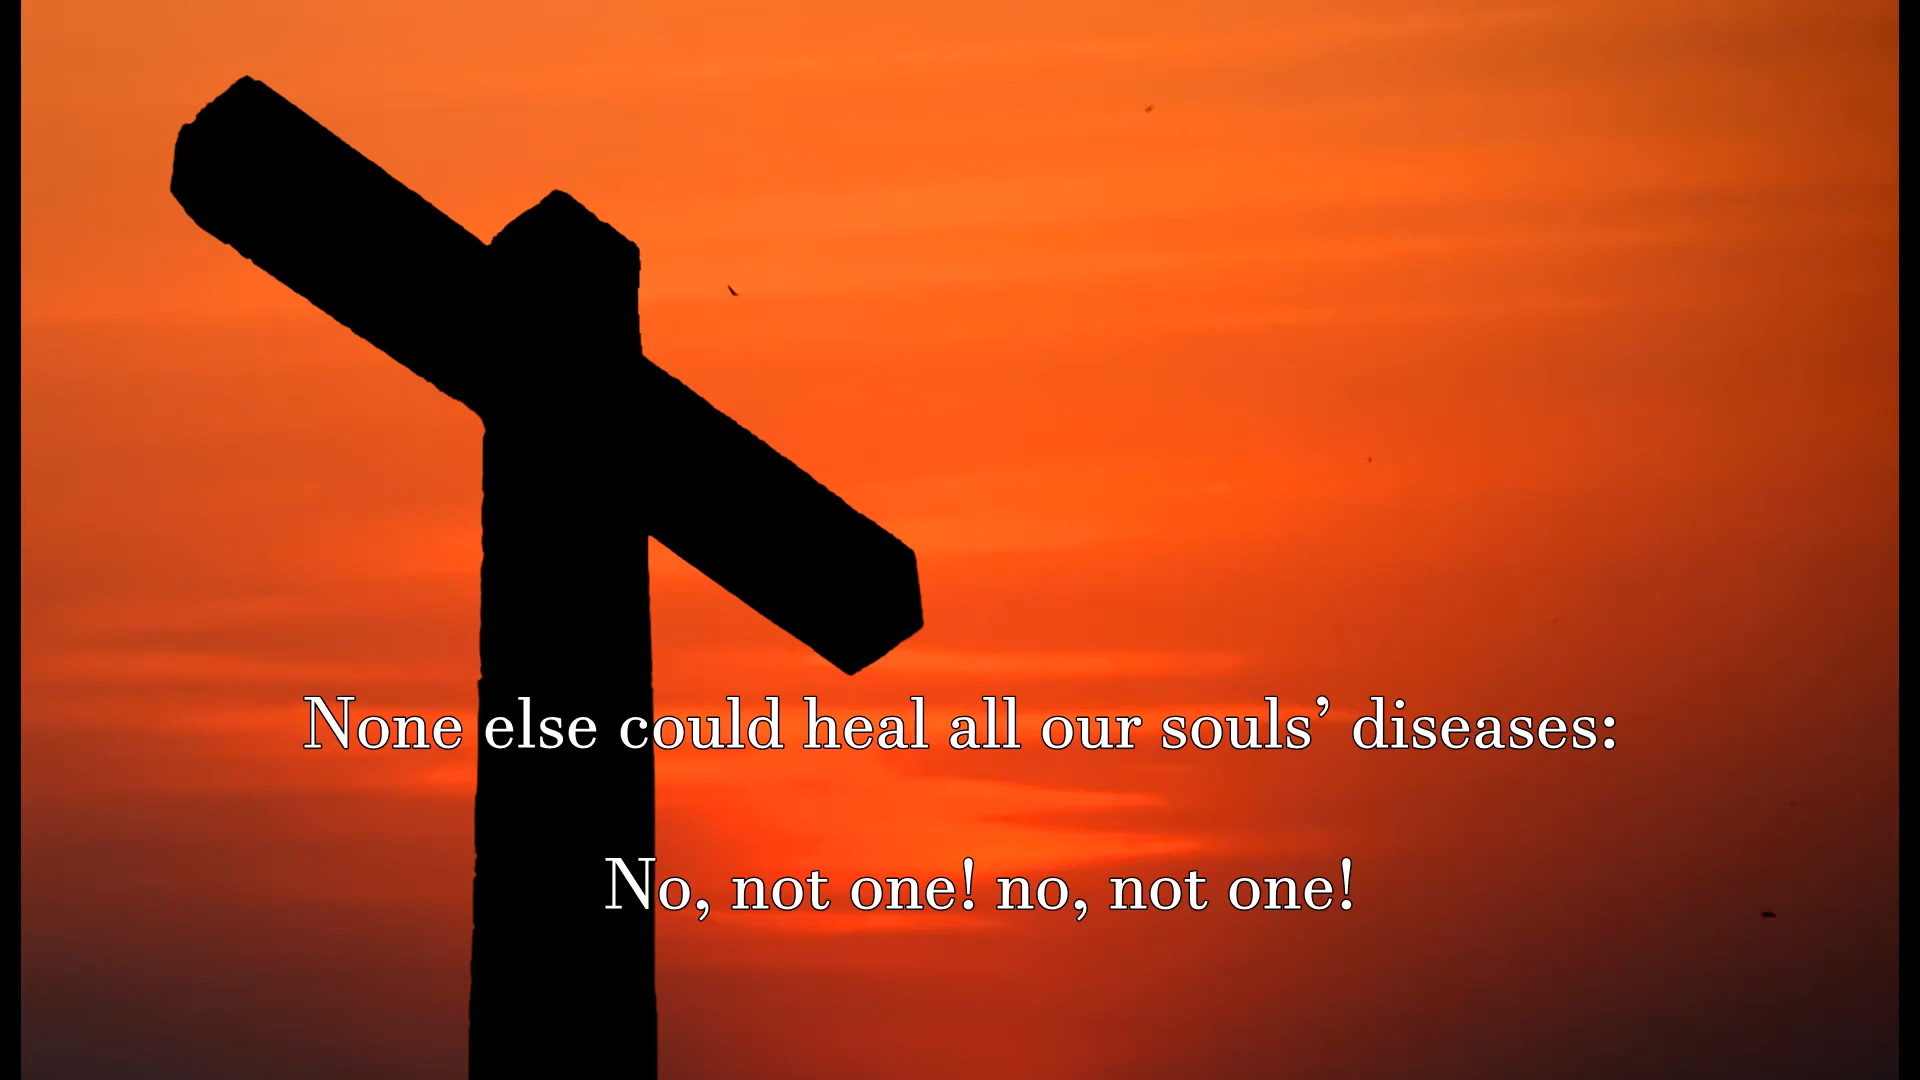 None else could heal all our souls’ diseases:
No, not one! no, not one!